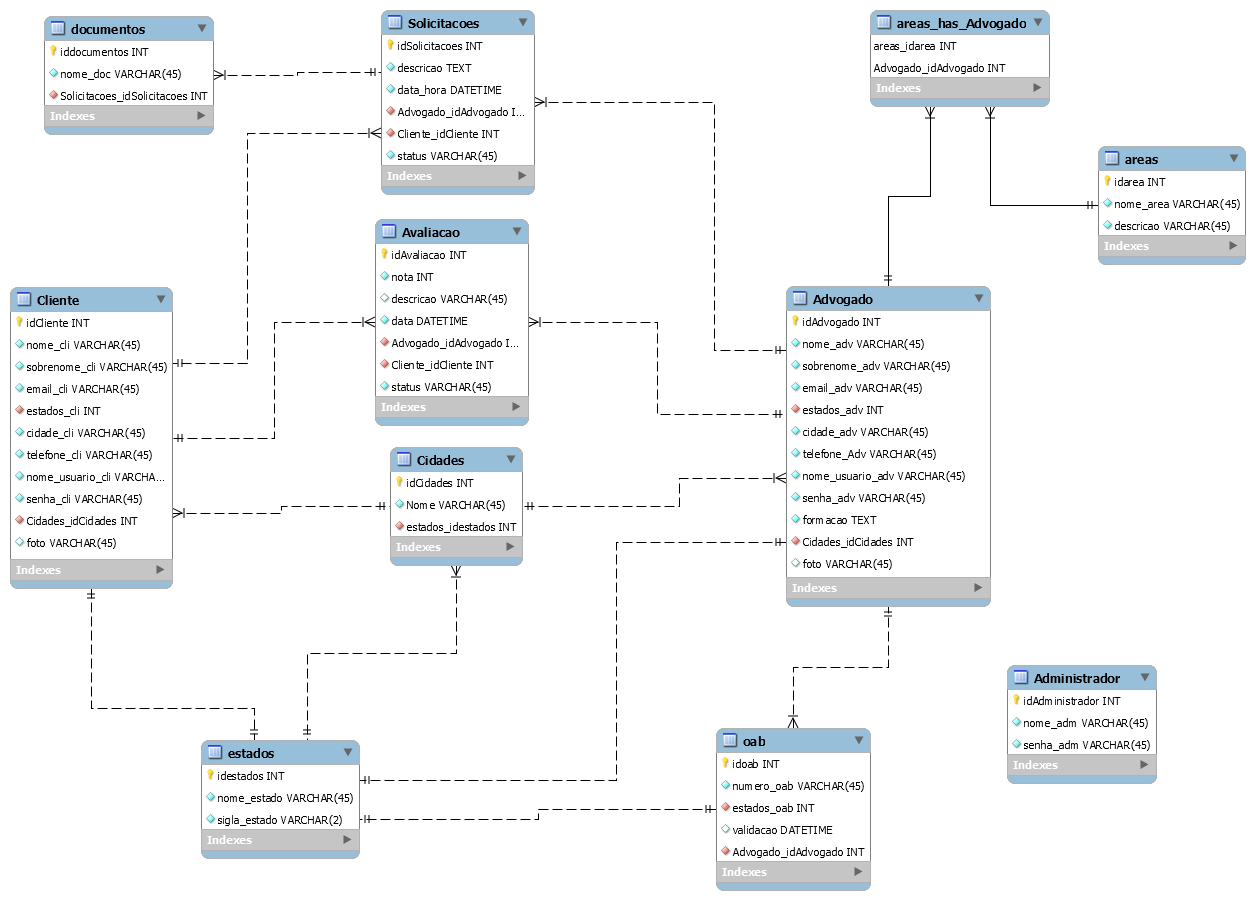 documentos
iddocumentos INT
nome_doc VARCHAR(45)
Solicitacoes_idSolicitacoes INT
Indexes
Solicitacoes
idSolicitacoes INT
descricao TEXT
data_hora DATETIME
Advogado_idAdvogado I...
Cliente_idCliente INT
status VARCHAR(45)
Indexes
areas_has_Advogado
areas_idarea INT
Advogado_idAdvogado INT
Indexes
areas
idarea INT
nome_area VARCHAR(45)
descricao VARCHAR(45)
Indexes
Avaliacao
idAvaliacao INT
nota INT
descricao VARCHAR(45)
data DATETIME
Advogado_idAdvogado I...
Cliente_idCliente INT
status VARCHAR(45)
Indexes
Cliente
idCliente INT
nome_cli VARCHAR(45)
sobrenome_cli VARCHAR(45)
email_cli VARCHAR(45)
estados_cli INT
cidade_cli VARCHAR(45)
telefone_cli VARCHAR(45)
nome_usuario_cli VARCHA...
senha_cli VARCHAR(45)
Cidades_idCidades INT
foto VARCHAR(45)
Indexes
Advogado
idAdvogado INT
nome_adv VARCHAR(45)
sobrenome_adv VARCHAR(45)
email_adv VARCHAR(45)
estados_adv INT
cidade_adv VARCHAR(45)
telefone_Adv VARCHAR(45)
nome_usuario_adv VARCHAR(45)
senha_adv VARCHAR(45)
formacao TEXT
Cidades_idCidades INT
foto VARCHAR(45)
Indexes
Cidades
idCidades INT
Nome VARCHAR(45)
estados_idestados INT
Indexes
estados
idestados INT
nome_estado VARCHAR(45)
sigla_estado VARCHAR(2)
Indexes
oab
idoab INT
numero_oab VARCHAR(45)
estados_oab INT
validacao DATETIME
Advogado_idAdvogado INT
Indexes
Administrador
idAdministrador INT
nome_adm VARCHAR(45)
senha_adm VARCHAR(45)
Indexes